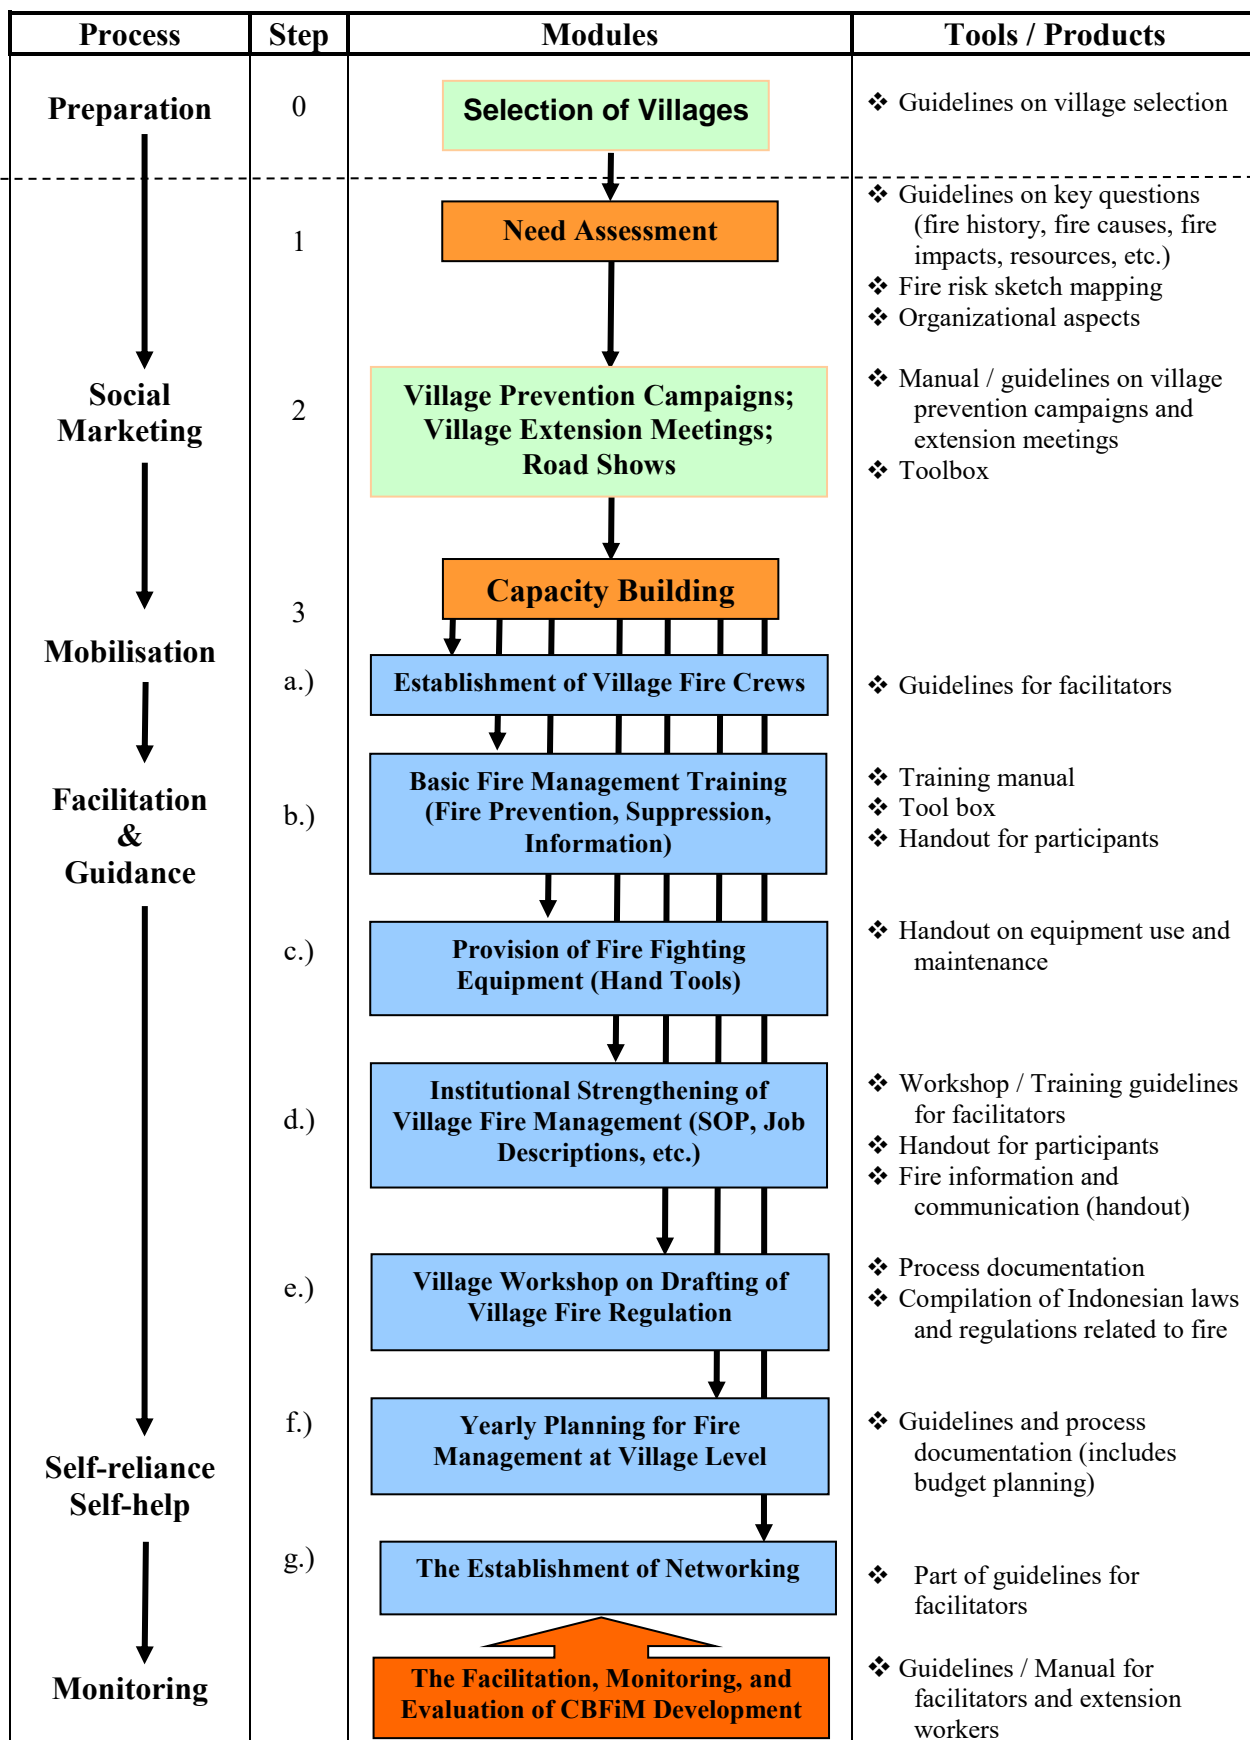 Process Step Modules Tools / Products
Preparation
0
Selection of Villages
❖ Guidelines on village selection
1
Need Assessment
❖ Guidelines on key questions
(fire history, fire causes, fire
impacts, resources, etc.)
❖ Fire risk sketch mapping
❖ Organizational aspects
Social
Marketing
2
Village Prevention Campaigns;
Village Extension Meetings;
Road Shows
❖ Manual / guidelines on village
prevention campaigns and
extension meetings
❖ Toolbox
3
Capacity Building
Mobilisation
a.)
Establishment of Village Fire Crews
❖ Guidelines for facilitators
Facilitation
&
Guidance
b.)
Basic Fire Management Training
(Fire Prevention, Suppression,
Information)
❖ Training manual
❖ Tool box
❖ Handout for participants
c.)
Provision of Fire Fighting
Equipment (Hand Tools)
❖ Handout on equipment use and
maintenance
d.)
Institutional Strengthening of
Village Fire Management (SOP, Job
Descriptions, etc.)
❖ Workshop / Training guidelines
for facilitators
❖ Handout for participants
❖ Fire information and
communication (handout)
e.)
Village Workshop on Drafting of
Village Fire Regulation
❖ Process documentation
❖ Compilation of Indonesian laws
and regulations related to fire
f.)
Yearly Planning for Fire
Management at Village Level
❖ Guidelines and process
documentation (includes
budget planning)
Self-reliance
Self-help
g.)
The Establishment of Networking
❖ Part of guidelines for
facilitators
Monitoring
The Facilitation, Monitoring, and
Evaluation of CBFiM Development
❖ Guidelines / Manual for
facilitators and extension
workers